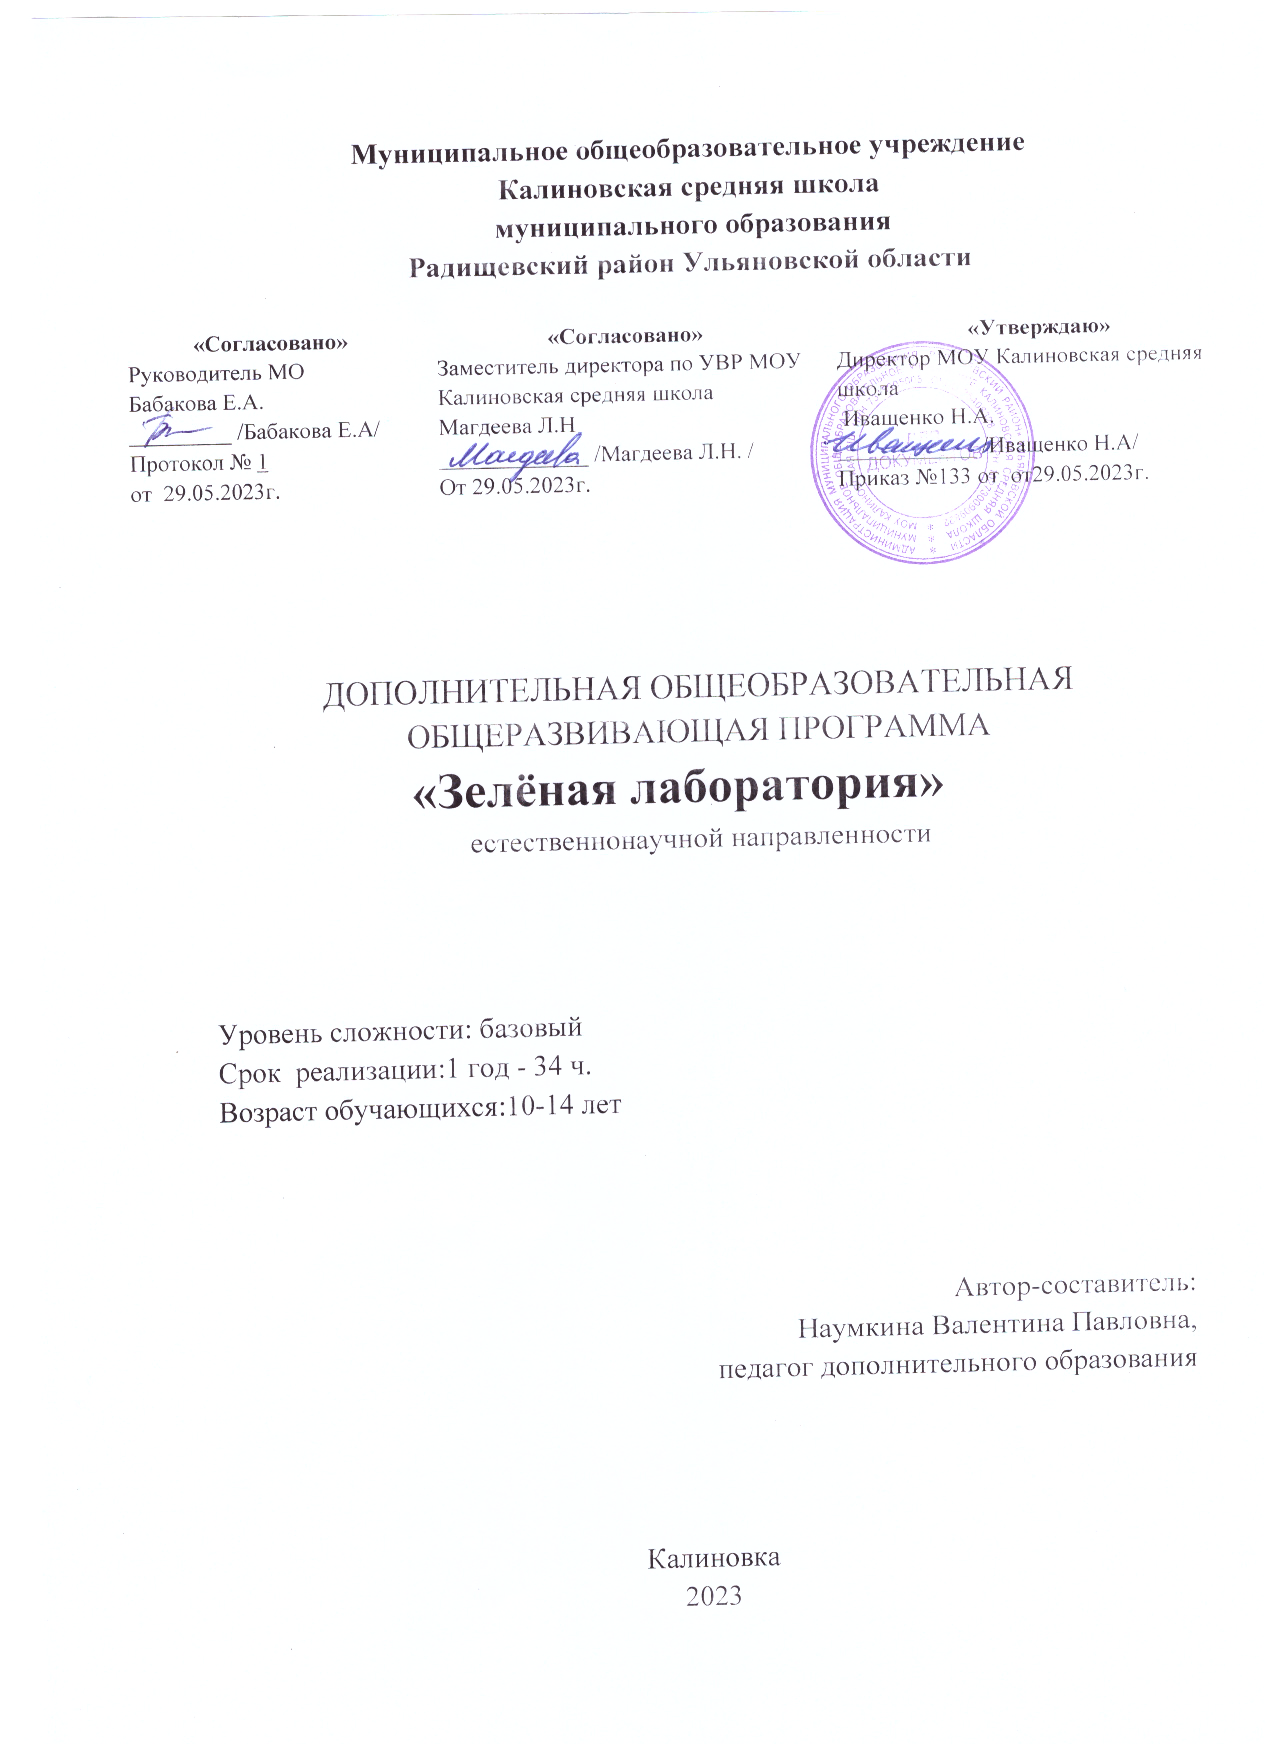 Муниципальное общеобразовательное учреждение
Калиновская средняя школа
муниципального образования
Радищевский район Ульяновской области
«Согласовано»
Руководитель МО
Бабакова Е.А.
_________ /Бабакова Е.А/
Протокол № 1
от 29.05.2023г.
«Согласовано»
Заместитель директора по УВР МОУ
Калиновская средняя школа
Магдеева Л.Н.
Магдеева /Магдеева Л.Н. /
От 29.05.2023г.
«Утверждаю»
Директор МОУ Калиновская средняя
школа
Иващенко Н.А.
Иващенко /Иващенко Н.А/
Приказ №133 от от29.05.2023г.
ДОПОЛНИТЕЛЬНАЯ ОБЩЕОБРАЗОВАТЕЛЬНАЯ
ОБЩЕРАЗВИВАЮЩАЯ ПРОГРАММА
«Зелёная лаборатория»
естественнонаучной направленности
Уровень сложности: базовый
Срок реализации:1 год - 34 ч.
Возраст обучающихся:10-14 лет
Автор-составитель:
Наумкина Валентина Павловна,
педагог дополнительного образования
Калиновка
2023